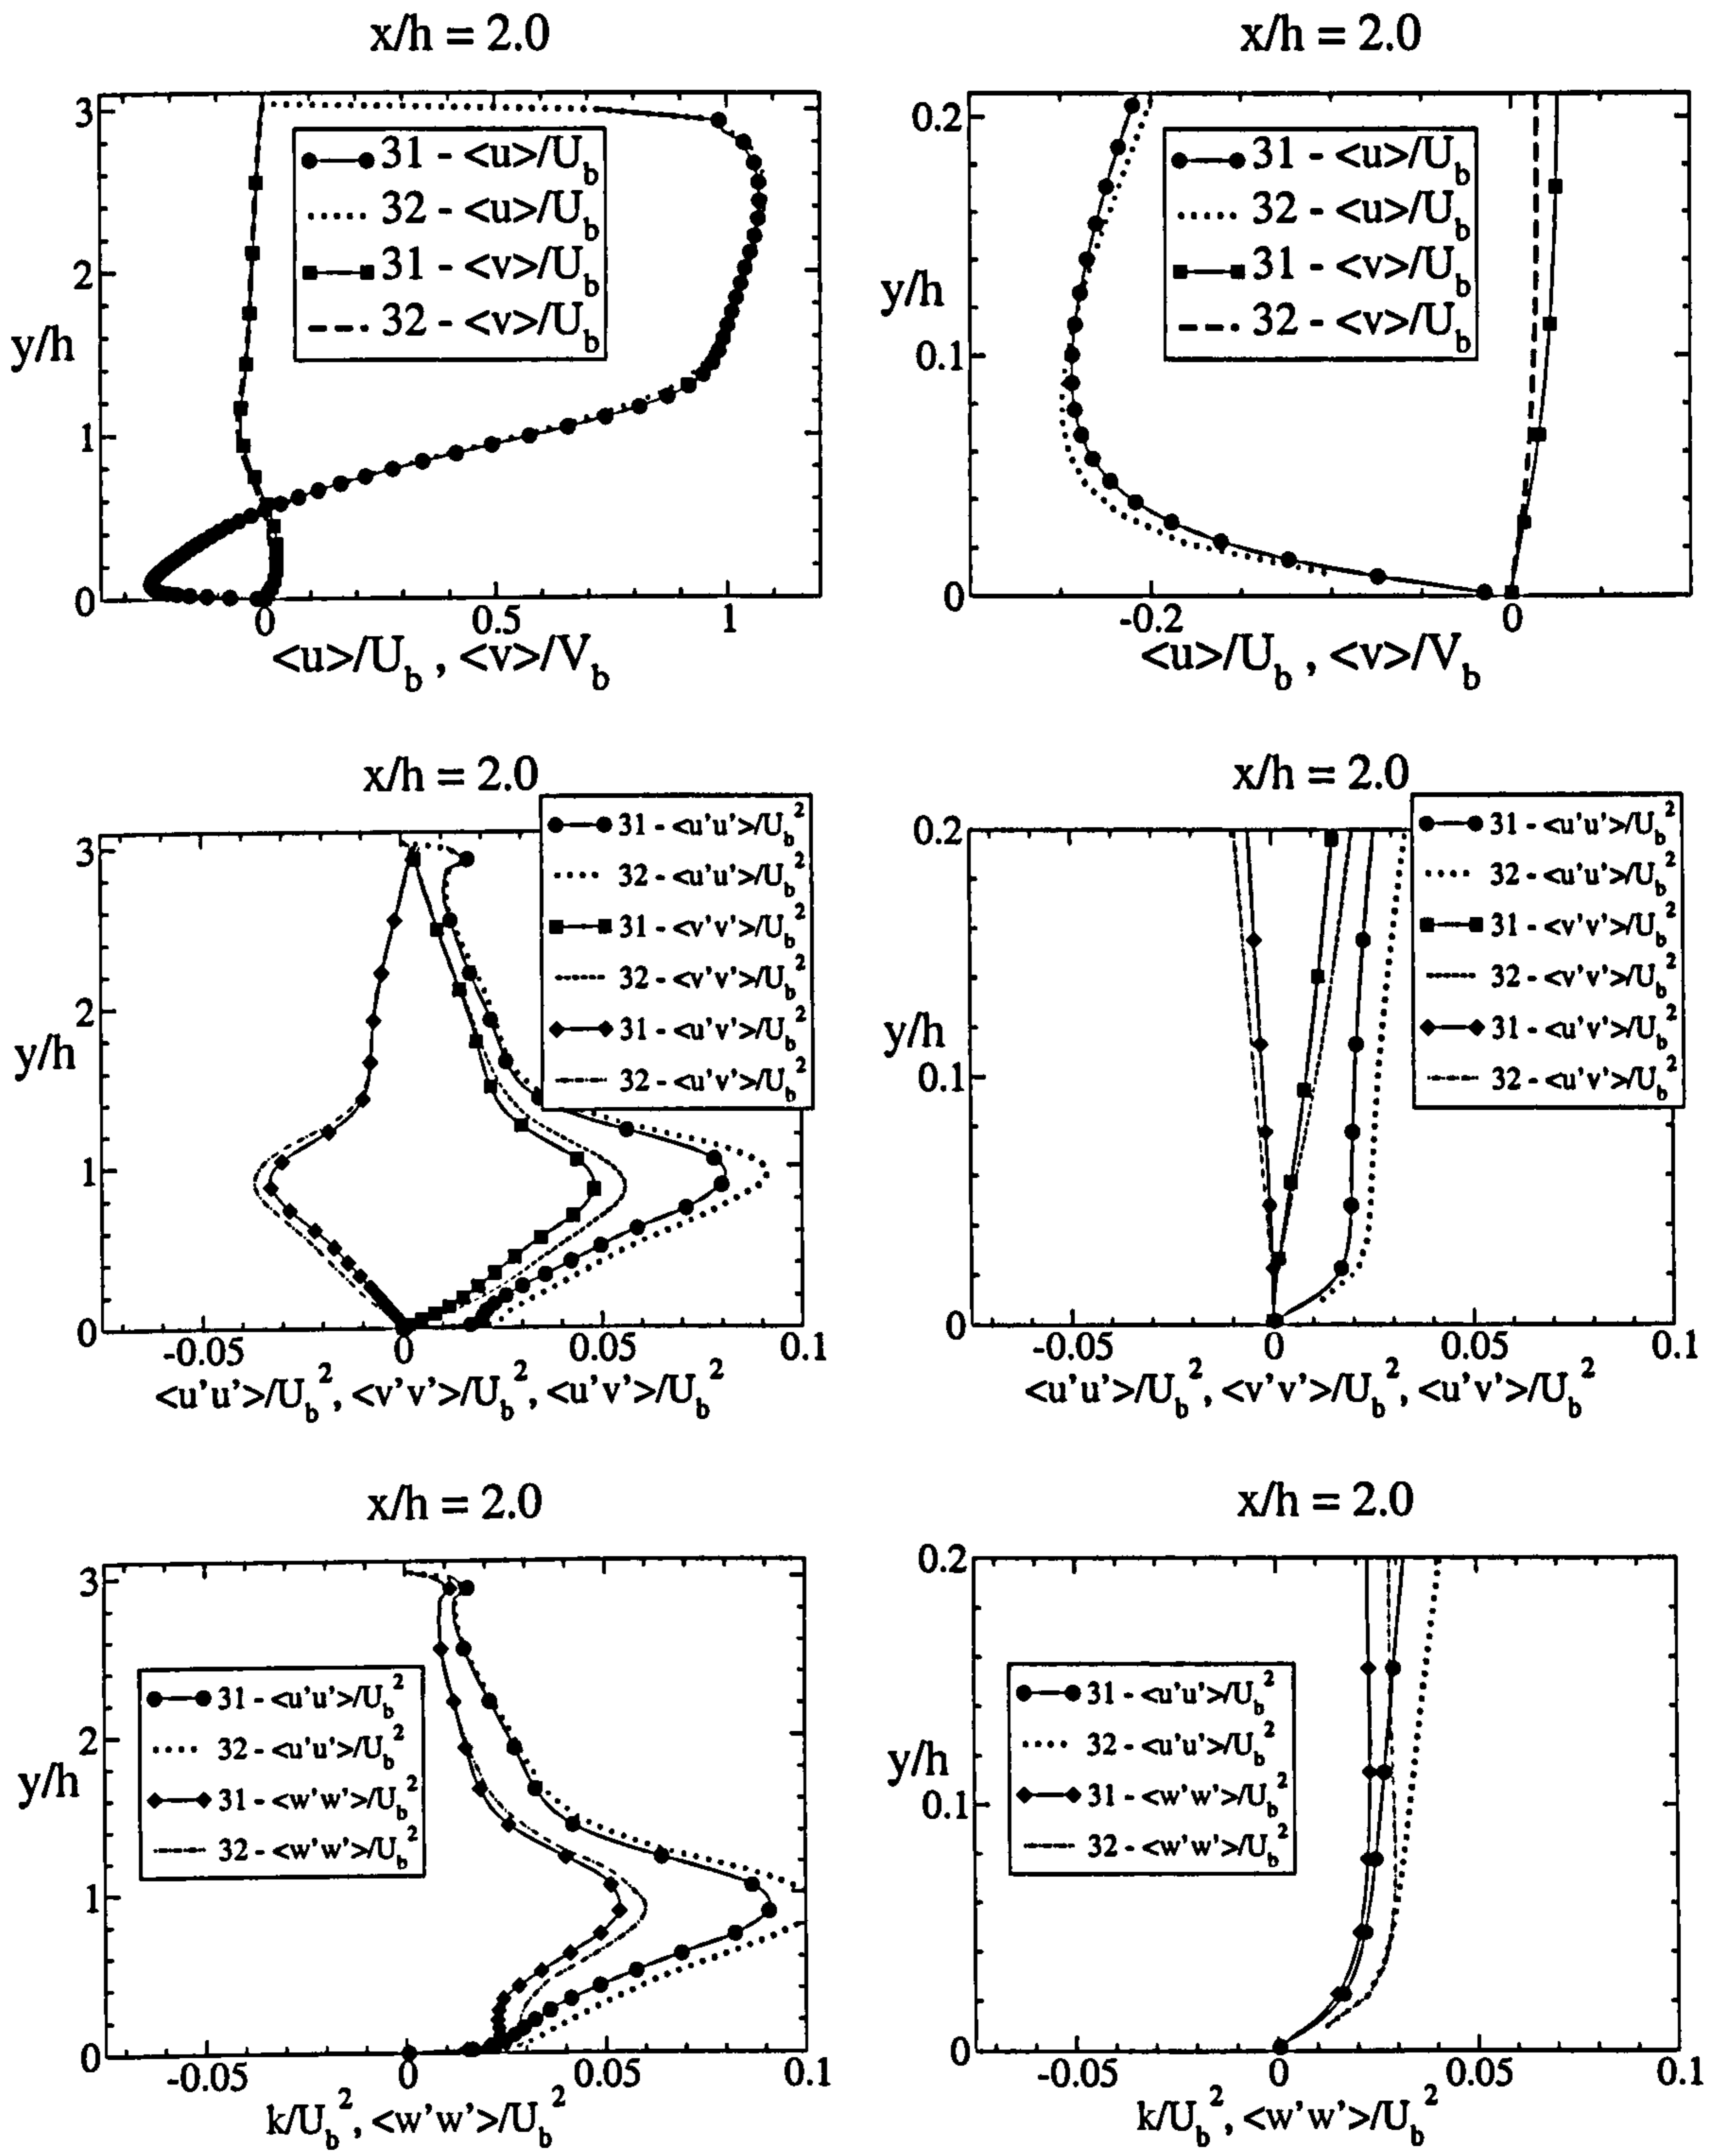 x/h = 2.0
3
2
1
0
y/h
31 - <u>/U_b
32 - <u>/U_b
31 - <v>/U_b
32 - <v>/U_b
0
0.5
1
<u>/U_b , <v>/V_b
x/h = 2.0
0.2
0.1
0
y/h
31 - <u>/U_b
32 - <u>/U_b
31 - <v>/U_b
32 - <v>/U_b
-0.2
0
<u>/U_b , <v>/V_b
x/h = 2.0
3
2
1
0
y/h
31 - <u'u'>/U_b^2
32 - <u'u'>/U_b^2
31 - <v'v'>/U_b^2
32 - <v'v'>/U_b^2
31 - <u'v'>/U_b^2
32 - <u'v'>/U_b^2
-0.05
0
0.05
0.1
<u'u'>/U_b^2, <v'v'>/U_b^2, <u'v'>/U_b^2
x/h = 2.0
0.2
0.1
0
y/h
31 - <u'u'>/U_b^2
32 - <u'u'>/U_b^2
31 - <v'v'>/U_b^2
32 - <v'v'>/U_b^2
31 - <u'v'>/U_b^2
32 - <u'v'>/U_b^2
-0.05
0
0.05
0.1
<u'u'>/U_b^2, <v'v'>/U_b^2, <u'v'>/U_b^2
x/h = 2.0
3
2
1
0
y/h
31 - <u'u'>/U_b^2
32 - <u'u'>/U_b^2
31 - <w'w'>/U_b^2
32 - <w'w'>/U_b^2
-0.05
0
0.05
0.1
k/U_b^2, <w'w'>/U_b^2
x/h = 2.0
0.2
0.1
0
y/h
31 - <u'u'>/U_b^2
32 - <u'u'>/U_b^2
31 - <w'w'>/U_b^2
32 - <w'w'>/U_b^2
-0.05
0
0.05
0.1
k/U_b^2, <w'w'>/U_b^2